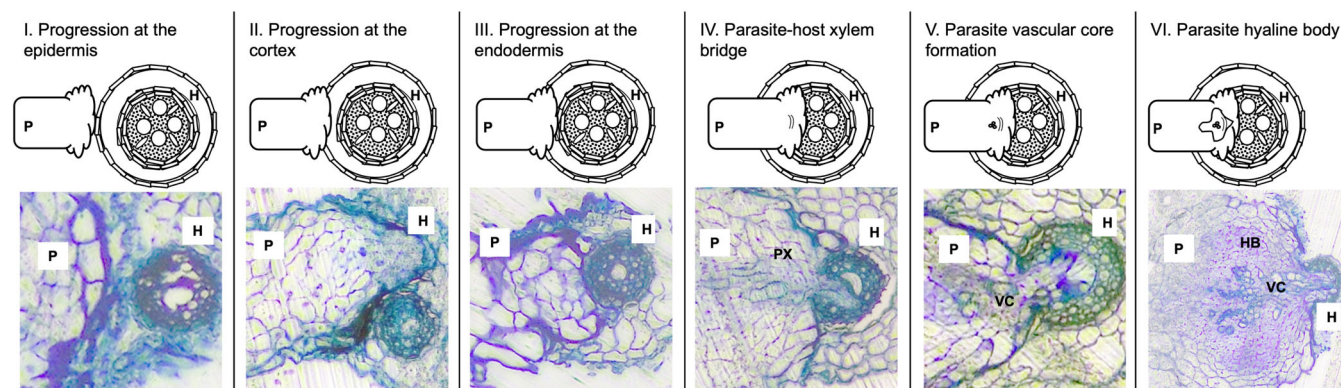 I. Progression at the
epidermis
II. Progression at the
cortex
III. Progression at the
endodermis
IV. Parasite-host xylem
bridge
V. Parasite vascular core
formation
VI. Parasite hyaline body
P
H
P
H
P
H
P
H
P
H
P
H
P
H
P
H
P
H
P
PX
H
P
VC
H
P
HB
VC
H